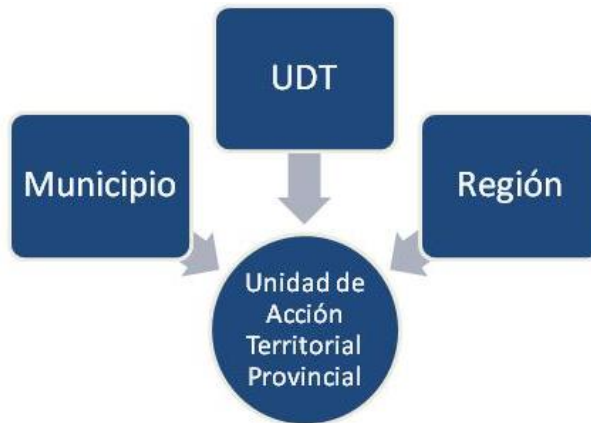 UDT
Municipio
Región
Unidad de
Acción
Territorial
Provincial